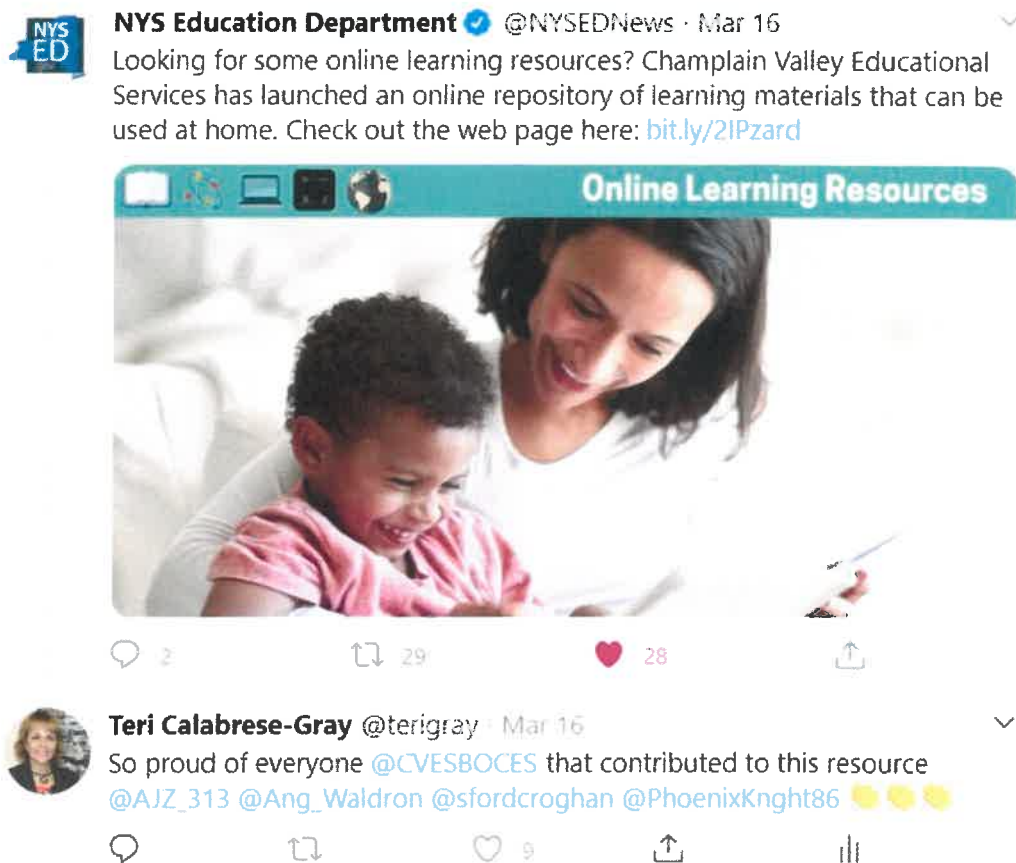 NYS
ED
NYS Education Department @NYSEDNews · Mar 16
Looking for some online learning resources? Champlain Valley Educational
Services has launched an online repository of learning materials that can be
used at home. Check out the web page here: bit.ly/2IPzard
Online Learning Resources
2 29 28
Teri Calabrese-Gray @terigray · Mar 16
So proud of everyone @CVESBOCES that contributed to this resource
@AJZ_313 @Ang_Waldron @sfordcroghan @PhoenixKnght86 👏👏👏
9